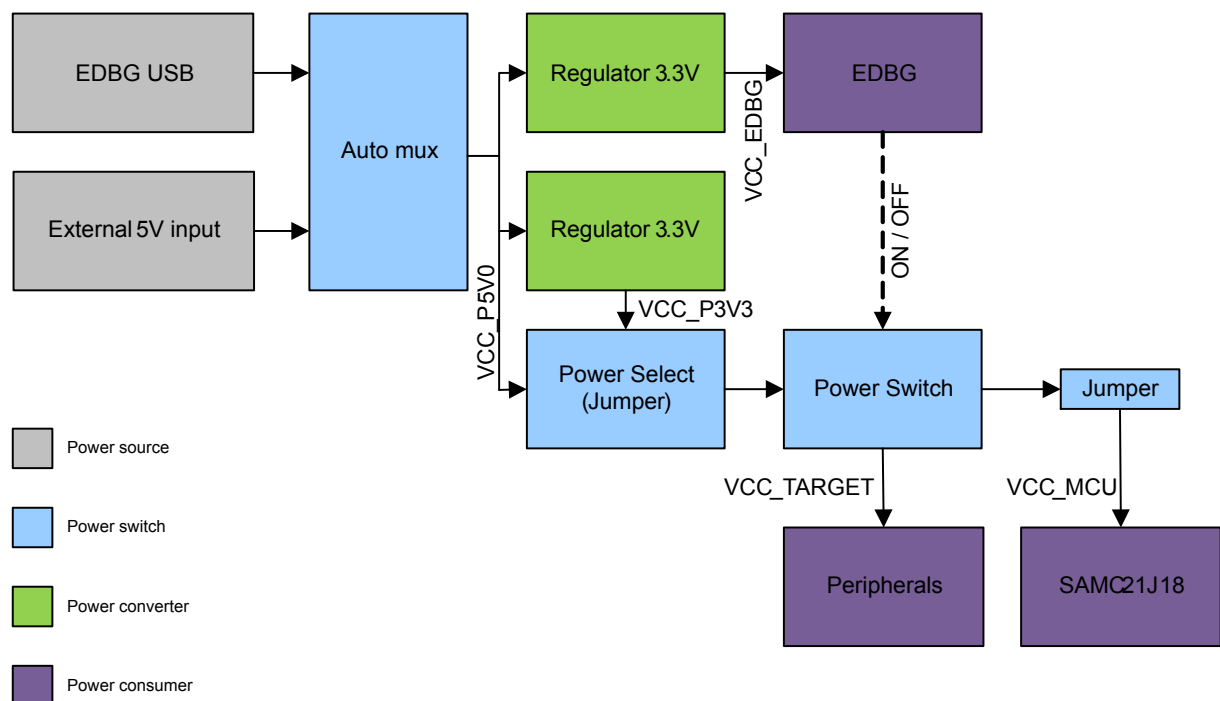 EDBG USB
Regulator 3.3V
EDBG
Auto mux
VCC_EDBG
External 5V input
Regulator 3.3V
ON / OFF
VCC_P5V0
VCC_P3V3
Power Select
(Jumper)
Power Switch
Jumper
Power source
VCC_TARGET
VCC_MCU
Power switch
Peripherals
SAMC21J18
Power converter
Power consumer